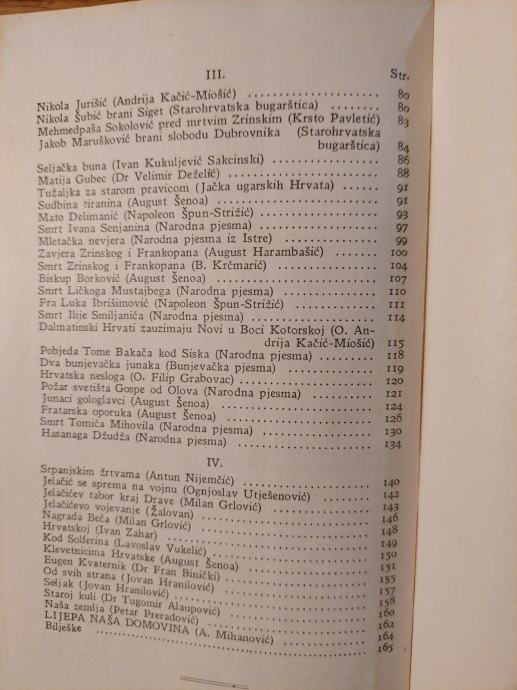 III.
Str.
Nikola Jurišić (Andrija Kačić-Miošić) . . . . . . . . . . . . . . . . . 80
Nikola Šubić brani Siget (Starohrvatska bugarštica) . . . . . . . . 80
Mehmedpaša Sokolović pred mrtvim Zrinskim (Krsto Pavletić) 83
Jakob Marušković brani slobodu Dubrovnika (Starohrvatska
bugarštica) 84
Seljačka buna (Ivan Kukuljević Sakcinski) . . . . . . . . . . . . . . 86
Matija Gubec (Dr Velimir Deželić) . . . . . . . . . . . . . . . . . . 88
Tužaljka za starom pravicom (Jačka ugarskih Hrvata) . . . . . . 91
Sudbina tiranina (August Šenoa) . . . . . . . . . . . . . . . . . . . 91
Mato Delimanić (Napoleon Špun-Strižić) . . . . . . . . . . . . . . . 93
Smrt Ivana Senjanina (Narodna pjesma) . . . . . . . . . . . . . . . 97
Mletačka nevjera (Narodna pjesma iz Istre) . . . . . . . . . . . . . 99
Zavjera Zrinskog i Frankopana (August Harambašić) . . . . . . . 100
Smrt Zrinskog i Frankopana (B. Krčmarić) . . . . . . . . . . . . . 104
Biskup Borković (August Šenoa) . . . . . . . . . . . . . . . . . . . 107
Smrt Ličkoga Mustajbega (Narodna pjesma) . . . . . . . . . . . . . 110
Fra Luka Ibrišimović (Napoleon Špun-Strižić) . . . . . . . . . . . 111
Smrt Ilije Smiljanića (Narodna pjesma) . . . . . . . . . . . . . . . 114
Dalmatinski Hrvati zauzimaju Novi u Boci Kotorskoj (O. An-
drija Kačić-Miošić) 115
Pobjeda Tome Bakača kod Siska (Narodna pjesma) . . . . . . . . 118
Dva bunjevačka junaka (Bunjevačka pjesma) . . . . . . . . . . . . 119
Hrvatska nesloga (O. Filip Grabovac) . . . . . . . . . . . . . . . . 120
Požar svetišta Gospe od Olova (Narodna pjesma) . . . . . . . . . 121
Junaci gologlavci (August Šenoa) . . . . . . . . . . . . . . . . . . 124
Fratarska oporuka (August Šenoa) . . . . . . . . . . . . . . . . . . 126
Smrt Tomića Mihovila (Narodna pjesma) . . . . . . . . . . . . . . . 130
Hasanaga Džudža (Narodna pjesma) . . . . . . . . . . . . . . . . . 134
IV.
Srpanjskim žrtvama (Antun Nijemčić) . . . . . . . . . . . . . . . . 140
Jelačić se sprema na vojnu (Ognjoslav Utješenović) . . . . . . . . 142
Jelačićev tabor kraj Drave (Milan Grlović) . . . . . . . . . . . . . 143
Jelačićevo vojevanje (Žalovan) . . . . . . . . . . . . . . . . . . . . 146
Nagrada Beča (Milan Grlović) . . . . . . . . . . . . . . . . . . . . 148
Hrvatskoj (Ivan Zahar) . . . . . . . . . . . . . . . . . . . . . . . . 149
Kod Solferina (Lavoslav Vukelić) . . . . . . . . . . . . . . . . . . 150
Klevetnicima Hrvatske (August Šenoa) . . . . . . . . . . . . . . . . 151
Eugen Kvaternik (Dr Fran Binički) . . . . . . . . . . . . . . . . . 155
Od svih strana (Jovan Hranilović) . . . . . . . . . . . . . . . . . . 157
Seljak (Jovan Hranilović) . . . . . . . . . . . . . . . . . . . . . . . 158
Staroj kuli (Dr Tugomir Alaupović) . . . . . . . . . . . . . . . . . 160
Naša zemlja (Petar Preradović) . . . . . . . . . . . . . . . . . . . . 162
LIJEPA NAŠA DOMOVINA (A. Mihanović) . . . . . . . . . . . . 164
Bilješke . . . . . . . . . . . . . . . . . . . . . . . . . . . . . . . . . 165